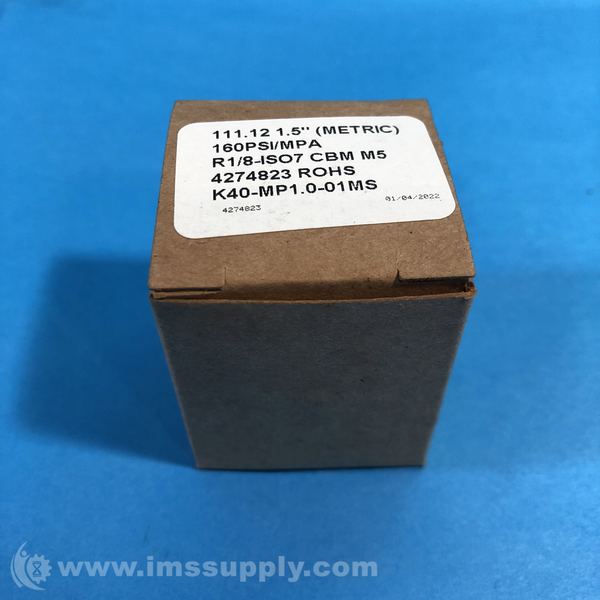 111.12 1.5" (METRIC)
160PSI/MPA
R1/8-ISO7 CBM M5
4274823 ROHS
K40-MP1.0-01MS
4274823 01/04/2022
www.imssupply.com